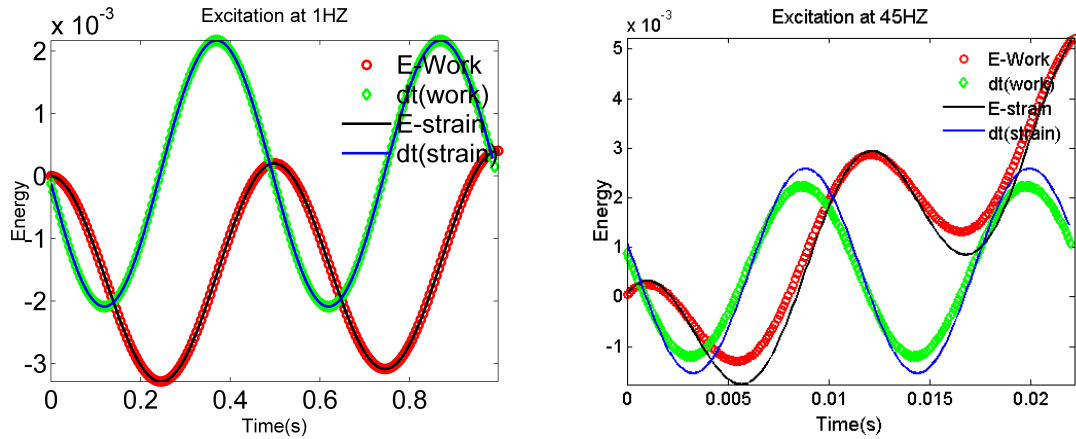 Excitation at 1HZ
x 10⁻³
2
1
0
-1
-2
-3
Energy
0
0.2
0.4
0.6
0.8
Time(s)
E-Work
dt(work)
E-strain
dt(strain)
Excitation at 45HZ
x 10⁻³
5
4
3
2
1
0
-1
Energy
0
0.005
0.01
0.015
0.02
Time(s)
E-Work
dt(work)
E-strain
dt(strain)